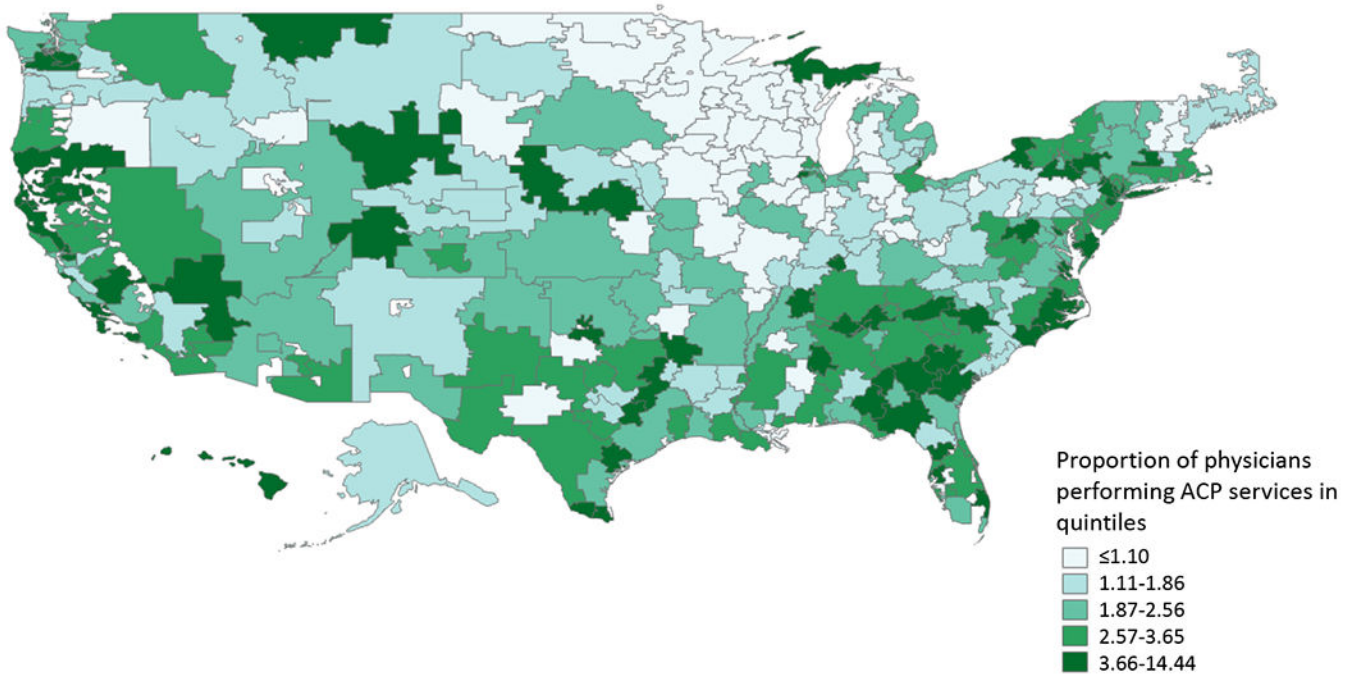 Proportion of physicians
performing ACP services in
quintiles
≤1.10
1.11-1.86
1.87-2.56
2.57-3.65
3.66-14.44